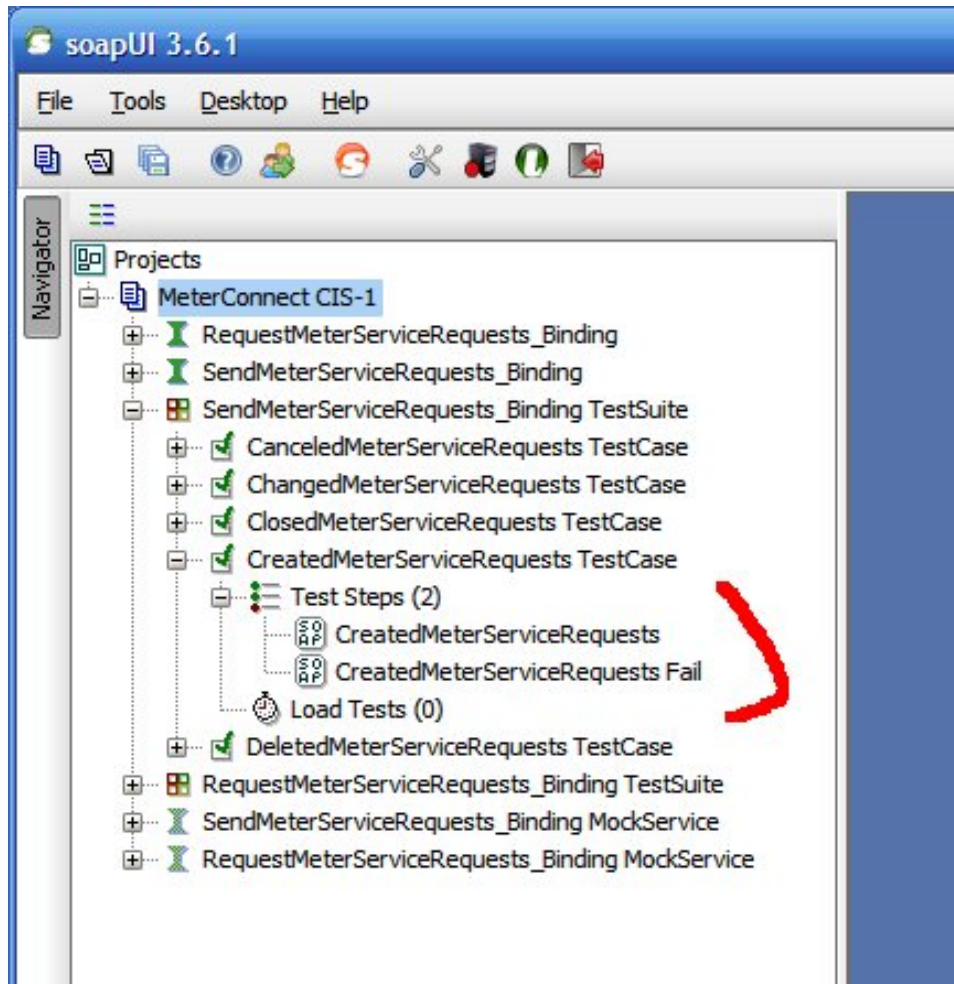 soapUI 3.6.1
File Tools Desktop Help
Navigator
Projects
MeterConnect CIS-1
RequestMeterServiceRequests_Binding
SendMeterServiceRequests_Binding
SendMeterServiceRequests_Binding TestSuite
CanceledMeterServiceRequests TestCase
ChangedMeterServiceRequests TestCase
ClosedMeterServiceRequests TestCase
CreatedMeterServiceRequests TestCase
Test Steps (2)
CreatedMeterServiceRequests
CreatedMeterServiceRequests Fail
Load Tests (0)
DeletedMeterServiceRequests TestCase
RequestMeterServiceRequests_Binding TestSuite
SendMeterServiceRequests_Binding MockService
RequestMeterServiceRequests_Binding MockService